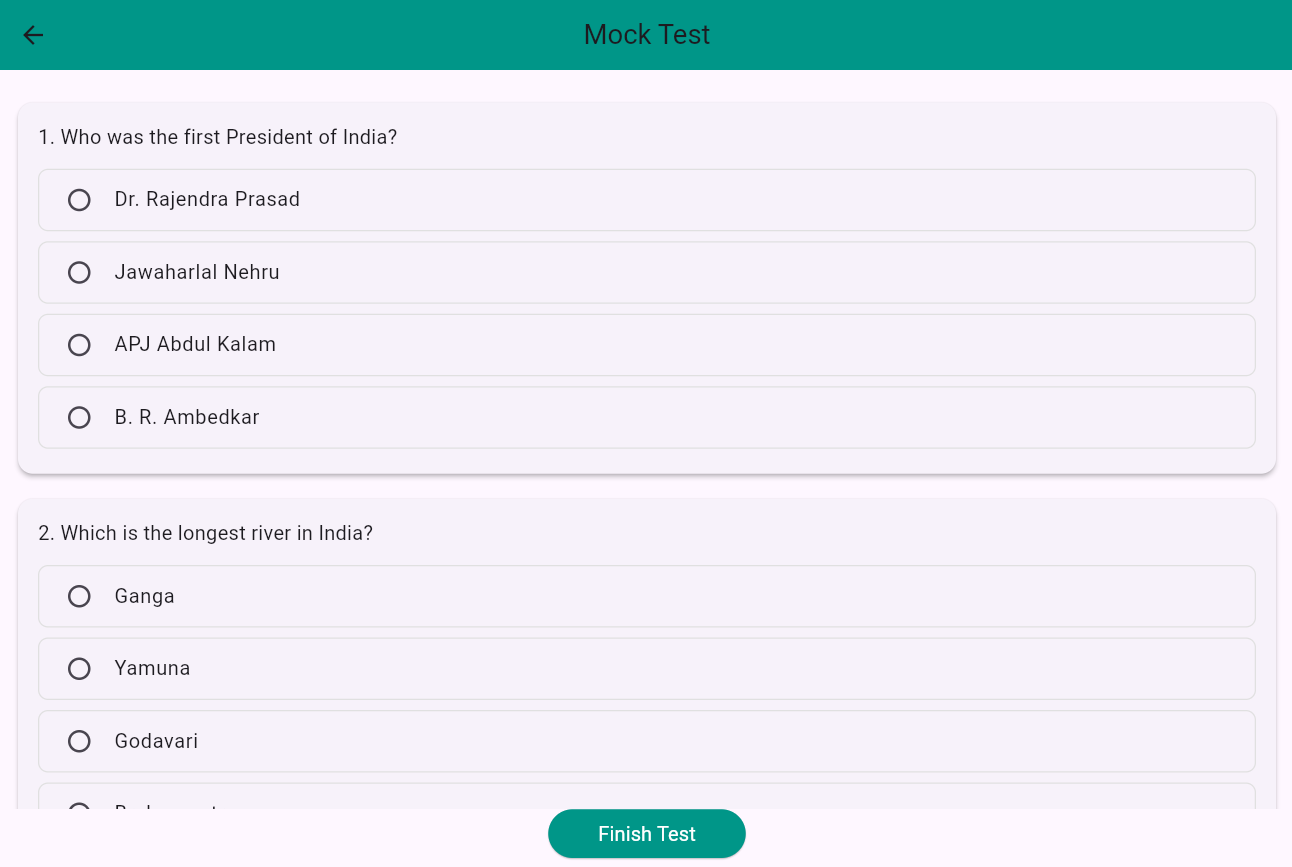 Mock Test
1. Who was the first President of India?
Dr. Rajendra Prasad
Jawaharlal Nehru
APJ Abdul Kalam
B. R. Ambedkar
2. Which is the longest river in India?
Ganga
Yamuna
Godavari
Finish Test